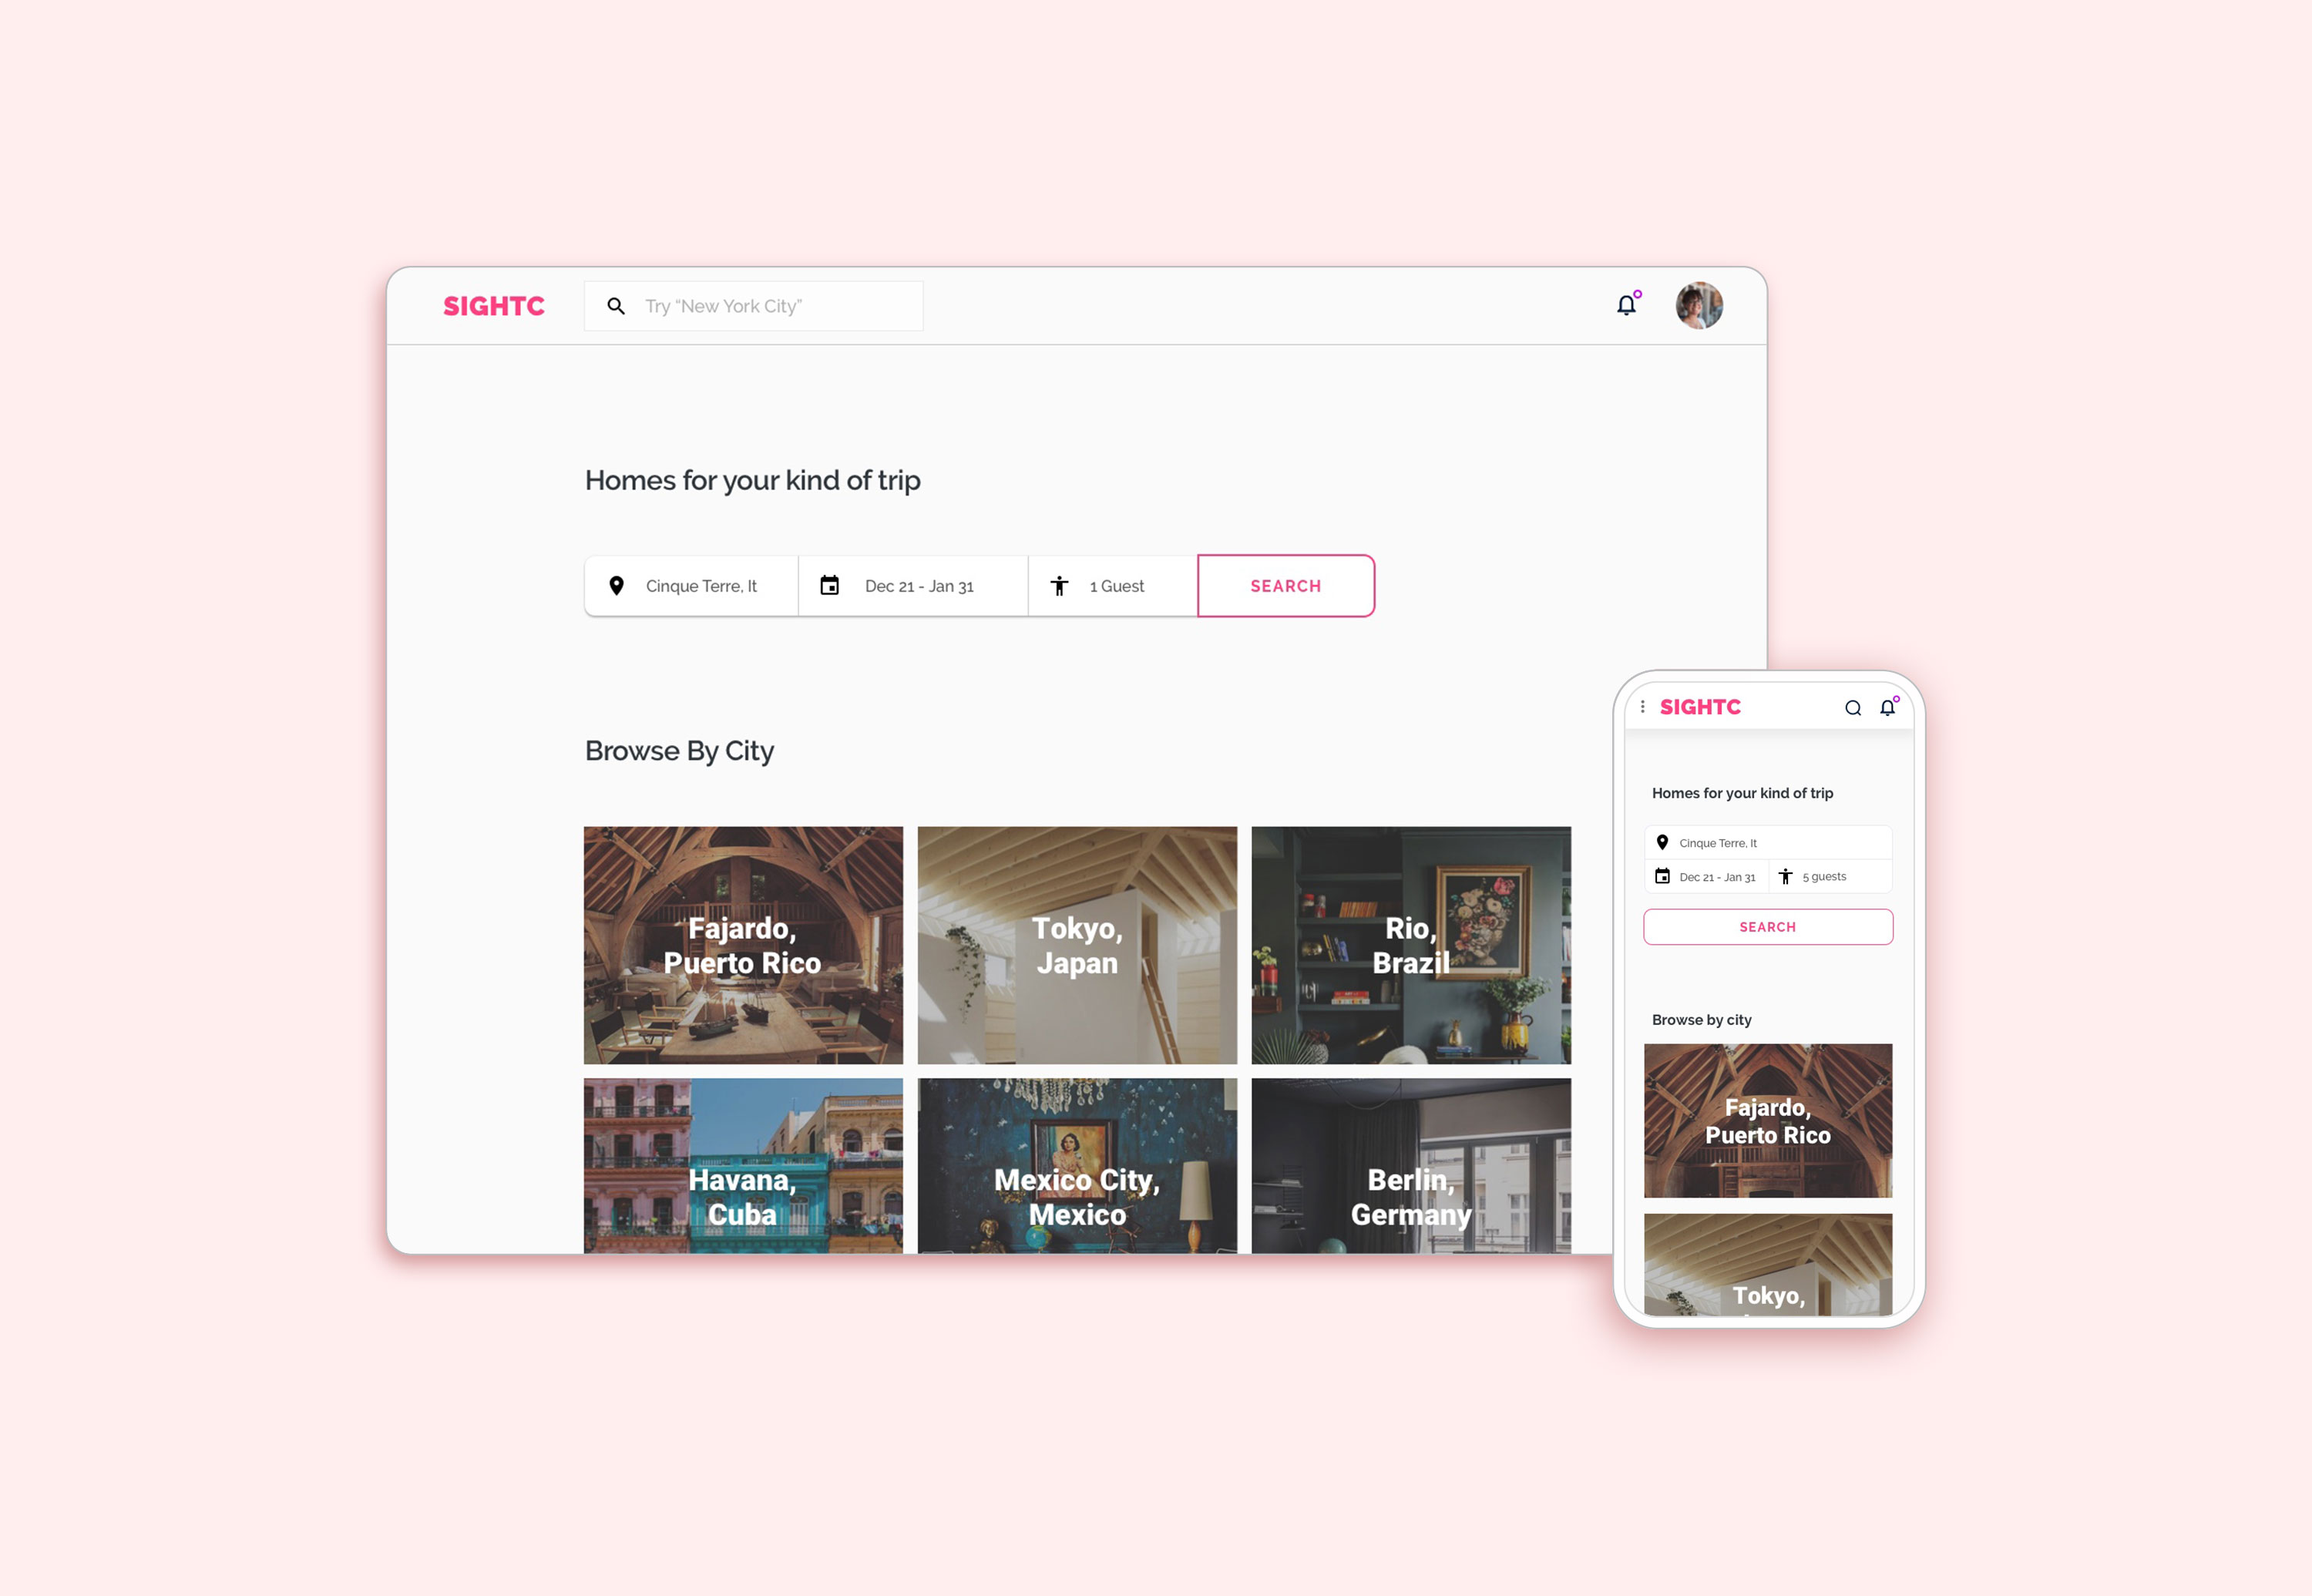 SIGHTC
Try “New York City”
Homes for your kind of trip
Cinque Terre, It
Dec 21 - Jan 31
1 Guest
SEARCH
Browse By City
Fajardo,
Puerto Rico
Tokyo,
Japan
Rio,
Brazil
Havana,
Cuba
Mexico City,
Mexico
Berlin,
Germany
SIGHTC
Homes for your kind of trip
Cinque Terre, It
Dec 21 - Jan 31
5 guests
SEARCH
Browse by city
Fajardo,
Puerto Rico
Tokyo,